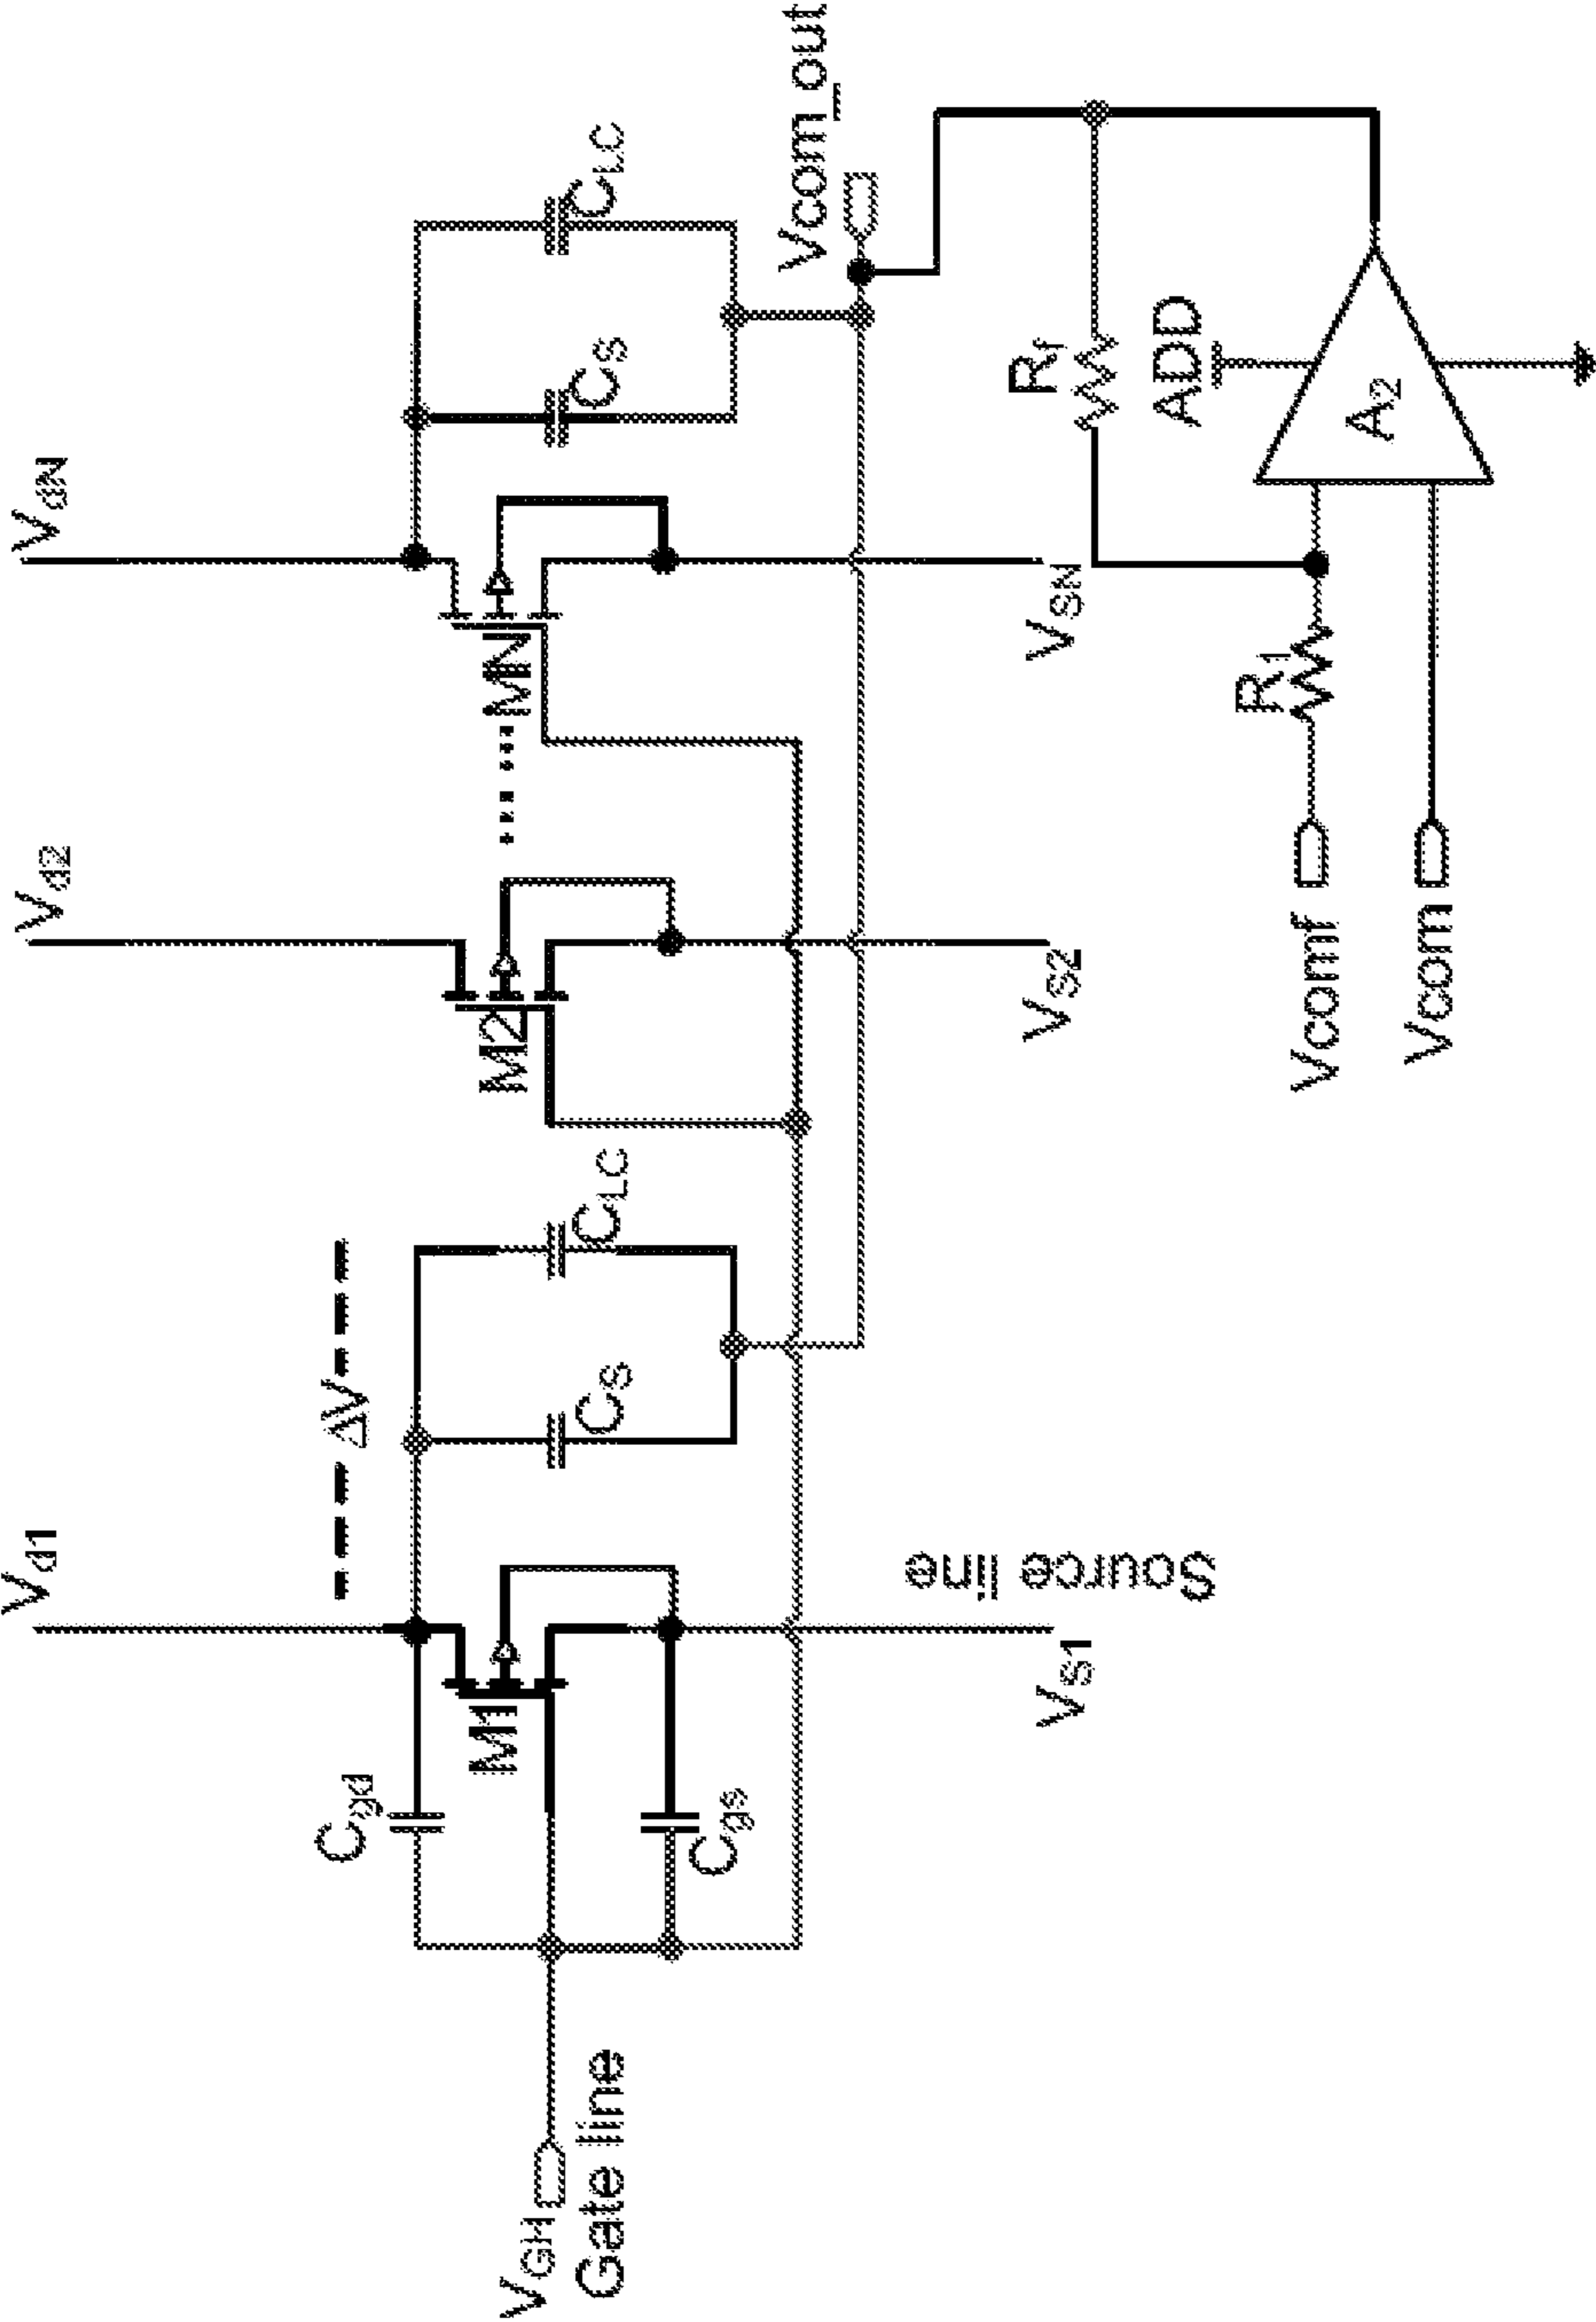 Vd1
Vd2
VdN
ΔV
Cgd
M1
Cgs
CS
CLC
M2
MN
CS
CLC
VGH
Gate line
Source line
VS1
VS2
VSN
Vcom_out
Rf
ADD
R1
A2
Vcomf
Vcom